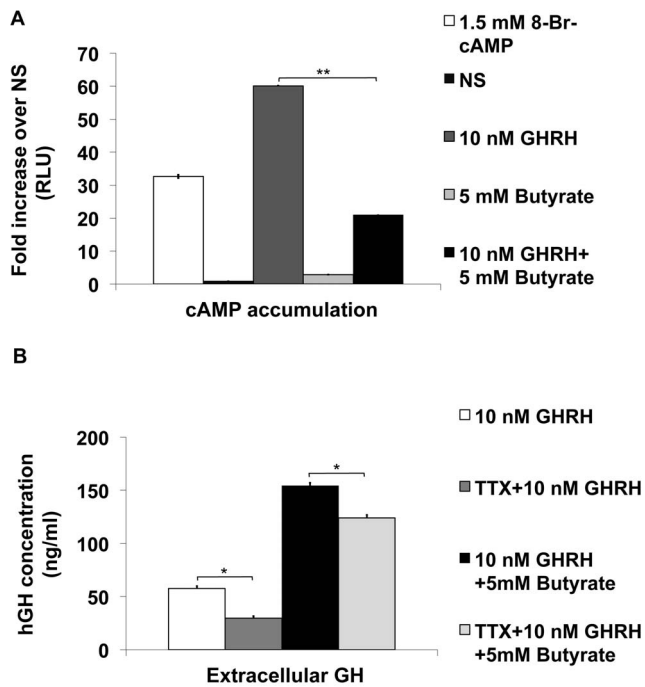 A
Fold increase over NS
(RLU)
70
60
50
40
30
20
10
0
**
cAMP accumulation
1.5 mM 8-Br-
cAMP
NS
10 nM GHRH
5 mM Butyrate
10 nM GHRH+
5 mM Butyrate
B
hGH concentration
(ng/ml)
200
150
100
50
0
*
*
Extracellular GH
10 nM GHRH
TTX+10 nM GHRH
10 nM GHRH
+5mM Butyrate
TTX+10 nM GHRH
+5mM Butyrate